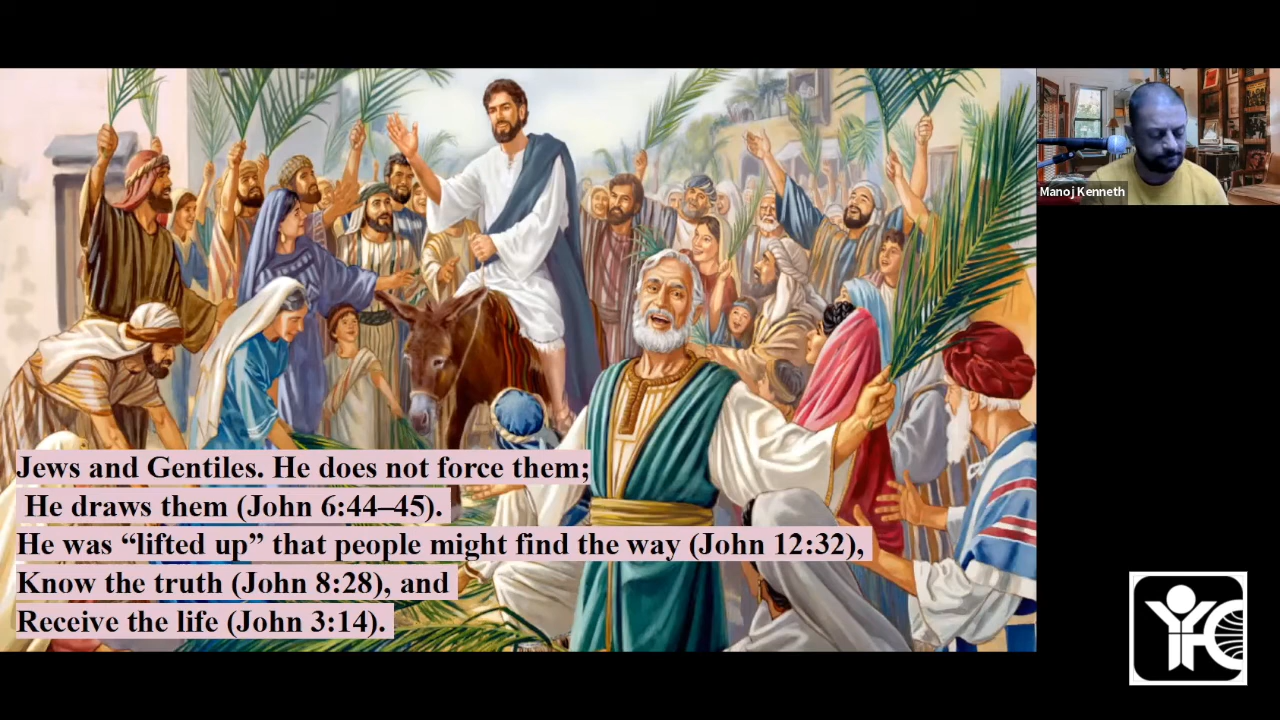 Jews and Gentiles. He does not force them;
He draws them (John 6:44–45).
He was “lifted up” that people might find the way (John 12:32),
Know the truth (John 8:28), and
Receive the life (John 3:14).
Manoj Kenneth
YFC